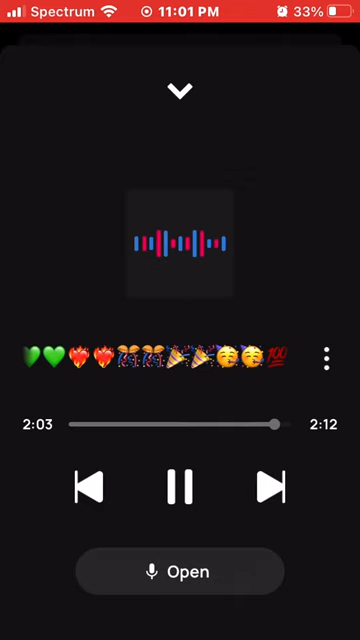 Spectrum 11:01 PM 33%
💚💚❤️‍🔥❤️‍🔥🎊🎊🎉🎉🥳🥳💯
2:03 2:12
Open